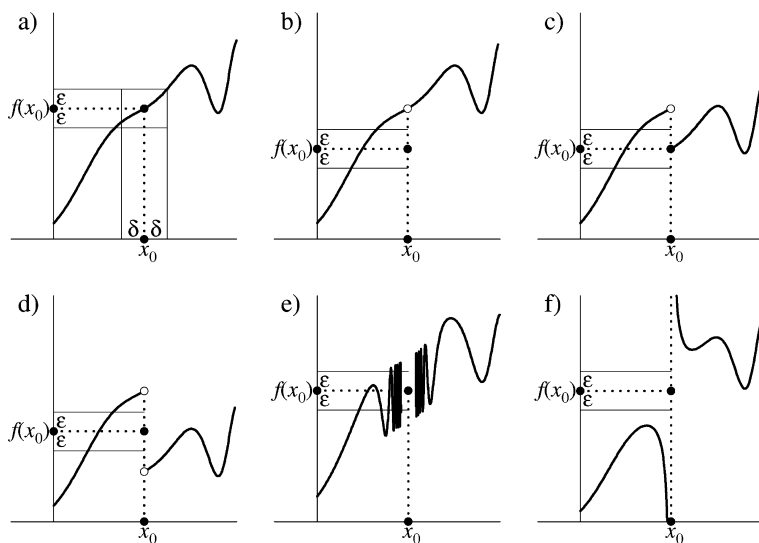 a) b) c)
ε ε ε
f(x₀) ε f(x₀) ε f(x₀) ε
δ δ
x₀ x₀ x₀
d) e) f)
ε ε ε
f(x₀) ε f(x₀) ε f(x₀) ε
x₀ x₀ x₀